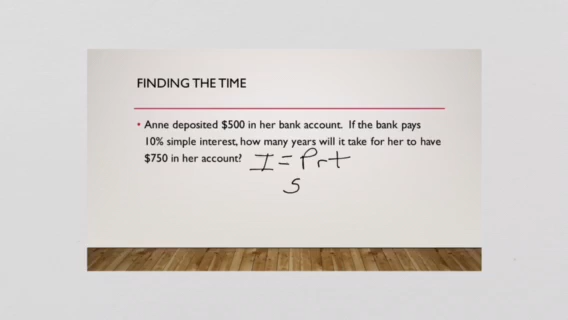 FINDING THE TIME
• Anne deposited $500 in her bank account. If the bank pays
10% simple interest, how many years will it take for her to have
$750 in her account? I = Prt
5